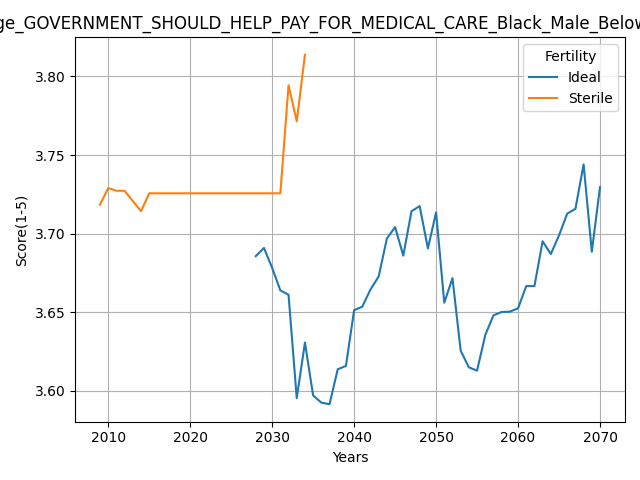 ge_GOVERNMENT_SHOULD_HELP_PAY_FOR_MEDICAL_CARE_Black_Male_Below
Fertility
Ideal
Sterile
Score(1-5)
3.80
3.75
3.70
3.65
3.60
2010 2020 2030 2040 2050 2060 2070
Years